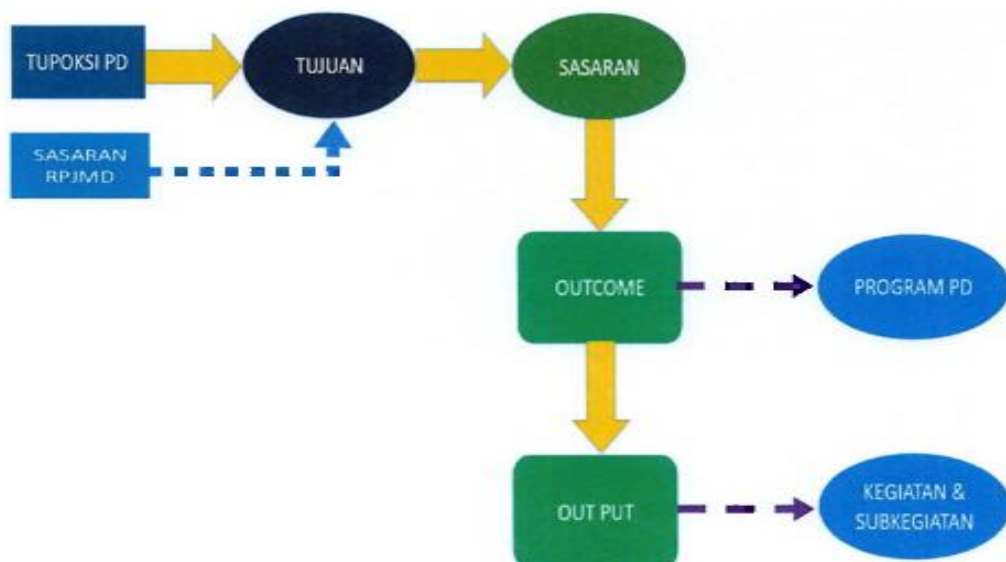 TUPOKSI PD
TUJUAN
SASARAN
SASARAN
RPJMD
OUTCOME
PROGRAM PD
OUT PUT
KEGIATAN &
SUBKEGIATAN